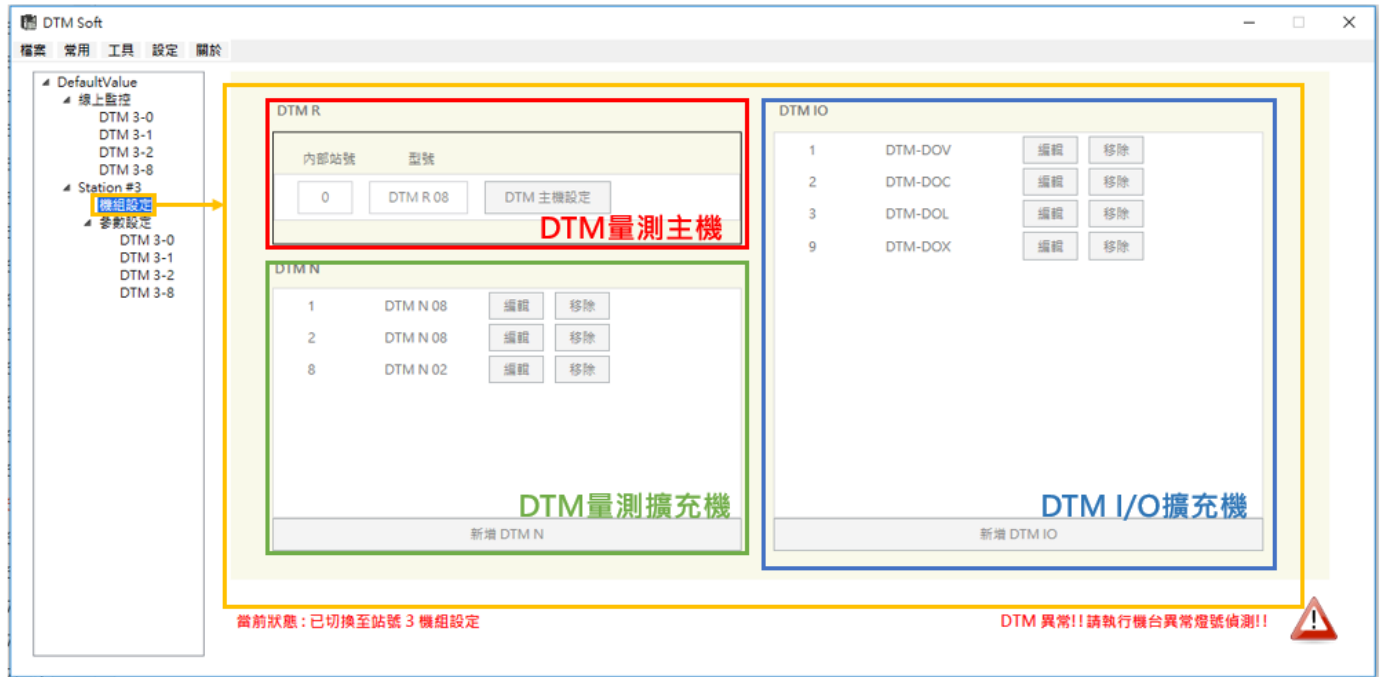 DTM Soft
檔案 常用 工具 設定 關於
DefaultValue
線上監控
DTM 3-0
DTM 3-1
DTM 3-2
DTM 3-8
Station #3
機組設定
參數設定
DTM 3-0
DTM 3-1
DTM 3-2
DTM 3-8
DTM R
內部站號 型號
0 DTM R 08 DTM 主機設定
DTM量測主機
DTM N
1 DTM N 08 編輯 移除
2 DTM N 08 編輯 移除
8 DTM N 02 編輯 移除
DTM量測擴充機
新增 DTM N
DTM IO
1 DTM-DOV 編輯 移除
2 DTM-DOC 編輯 移除
3 DTM-DOL 編輯 移除
9 DTM-DOX 編輯 移除
DTM I/O擴充機
新增 DTM IO
當前狀態 : 已切換至站號 3 機組設定
DTM 異常!! 請執行機台異常燈號偵測!!